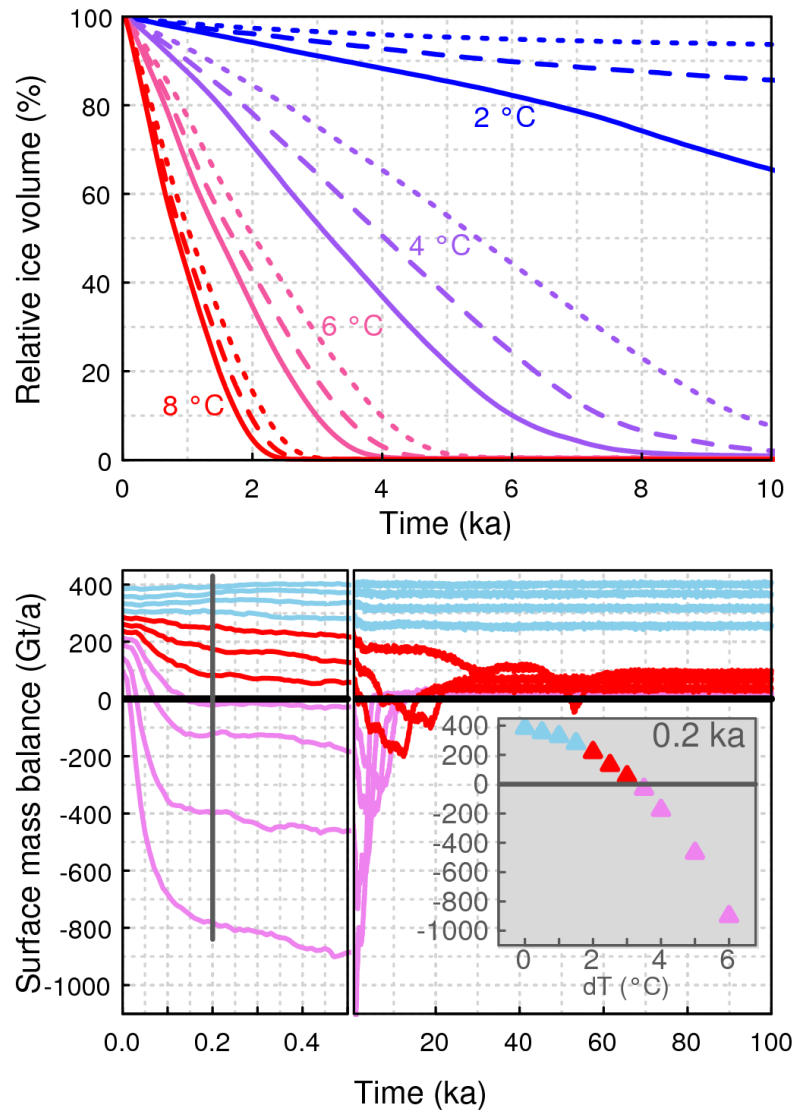 Relative ice volume (%)
100
80
60
40
20
0
2 °C
4 °C
6 °C
8 °C
0 2 4 6 8 10
Time (ka)
Surface mass balance (Gt/a)
400
200
0
-200
-400
-600
-800
-1000
0.0 0.2 0.4
20 40 60 80 100
Time (ka)
0.2 ka
400
200
0
-200
-400
-600
-800
-1000
0 2 4 6
dT (°C)